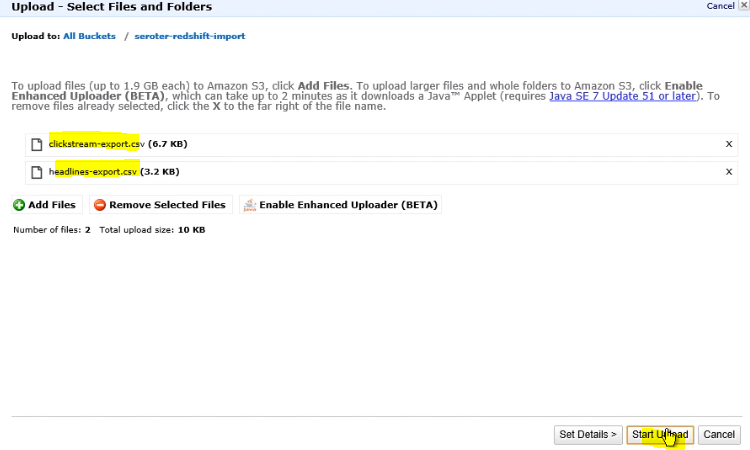 Upload - Select Files and Folders
Cancel X
Upload to: All Buckets / seroter-redshift-import
To upload files (up to 1.9 GB each) to Amazon S3, click Add Files. To upload larger files and whole folders to Amazon S3, click Enable
Enhanced Uploader (BETA), which can take up to 2 minutes as it downloads a Java™ Applet (requires Java SE 7 Update 51 or later). To
remove files already selected, click the X to the far right of the file name.
clickstream-export.csv (6.7 KB) X
headlines-export.csv (3.2 KB) X
Add Files Remove Selected Files Java Enable Enhanced Uploader (BETA)
Number of files: 2 Total upload size: 10 KB
Set Details > Start Upload Cancel